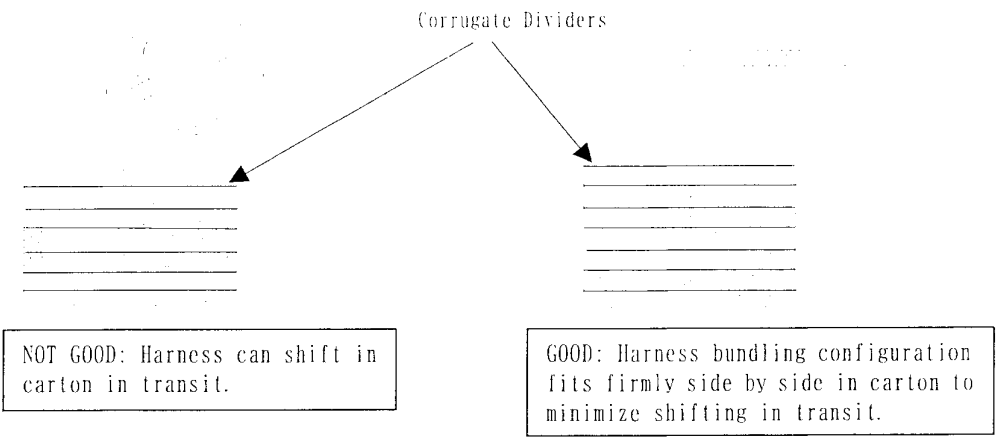 Corrugate Dividers
NOT GOOD: Harness can shift in
carton in transit.
GOOD: Harness bundling configuration
fits firmly side by side in carton to
minimize shifting in transit.